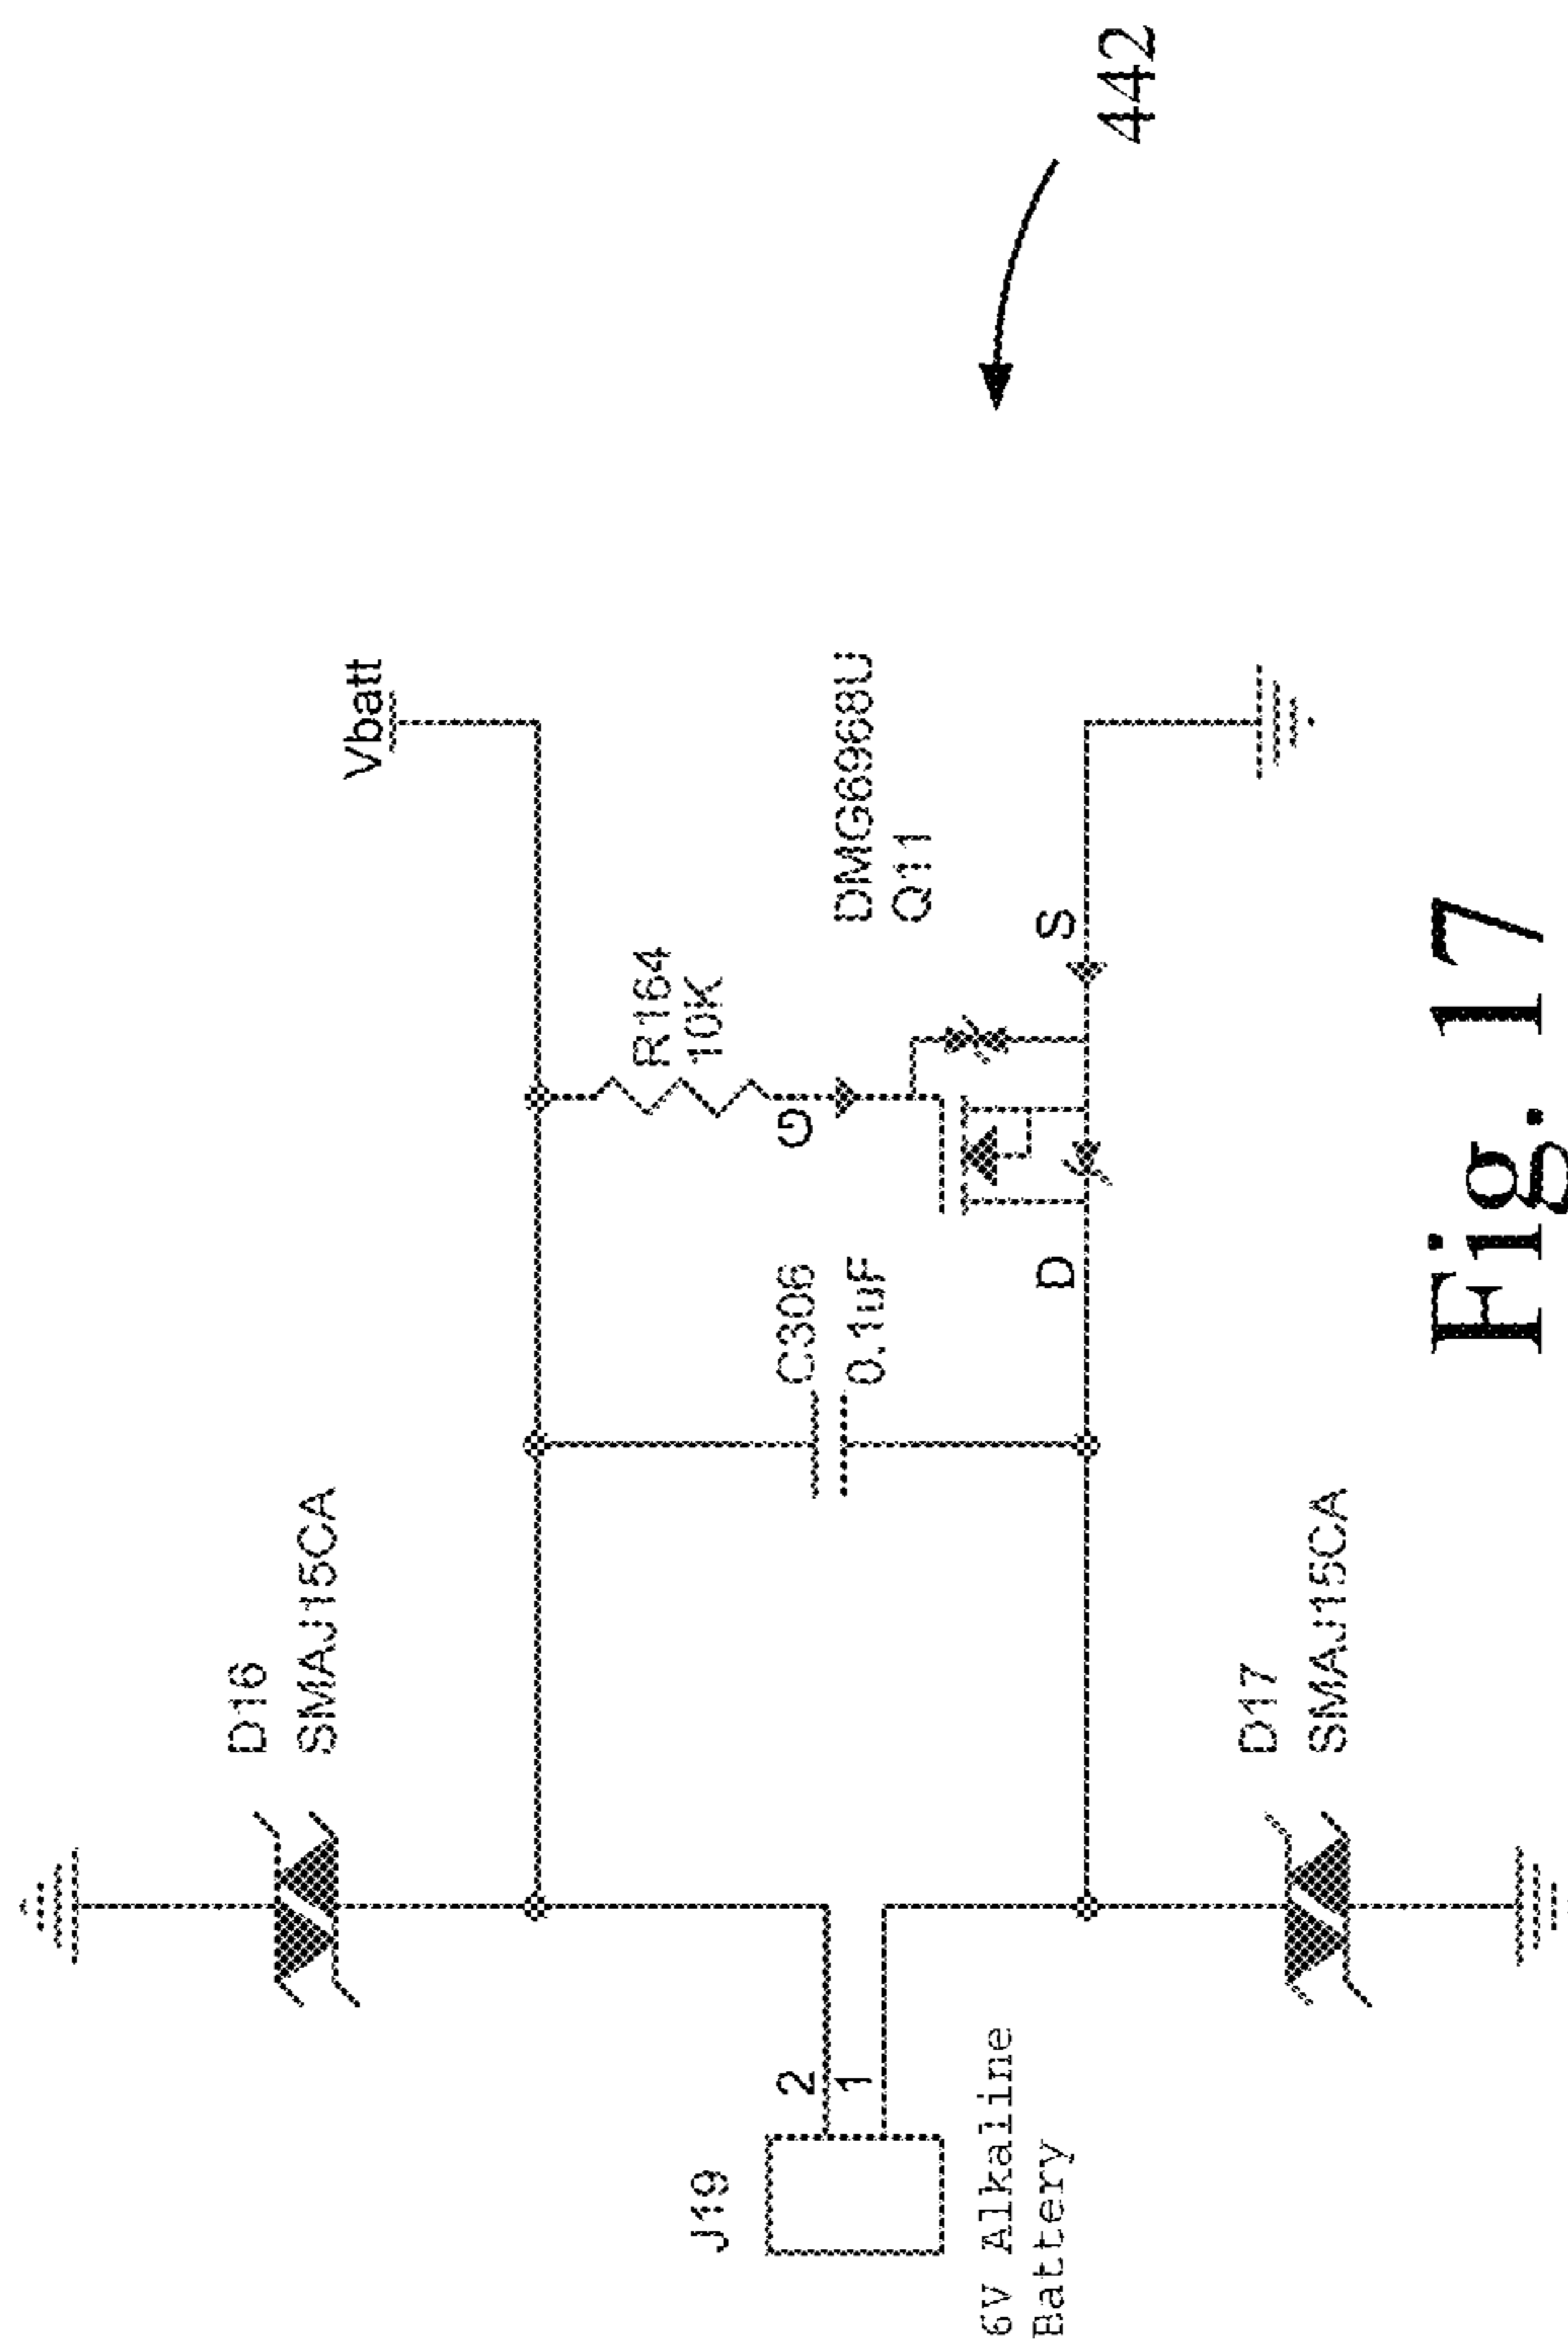 442
Vbatt
D16
SMAJ15CA
R164
10K
C306
0.1uF
G
DMG6968U
Q11
D
S
J19
2
1
6V Alkaline
Battery
D17
SMAJ15CA
Fig. 17